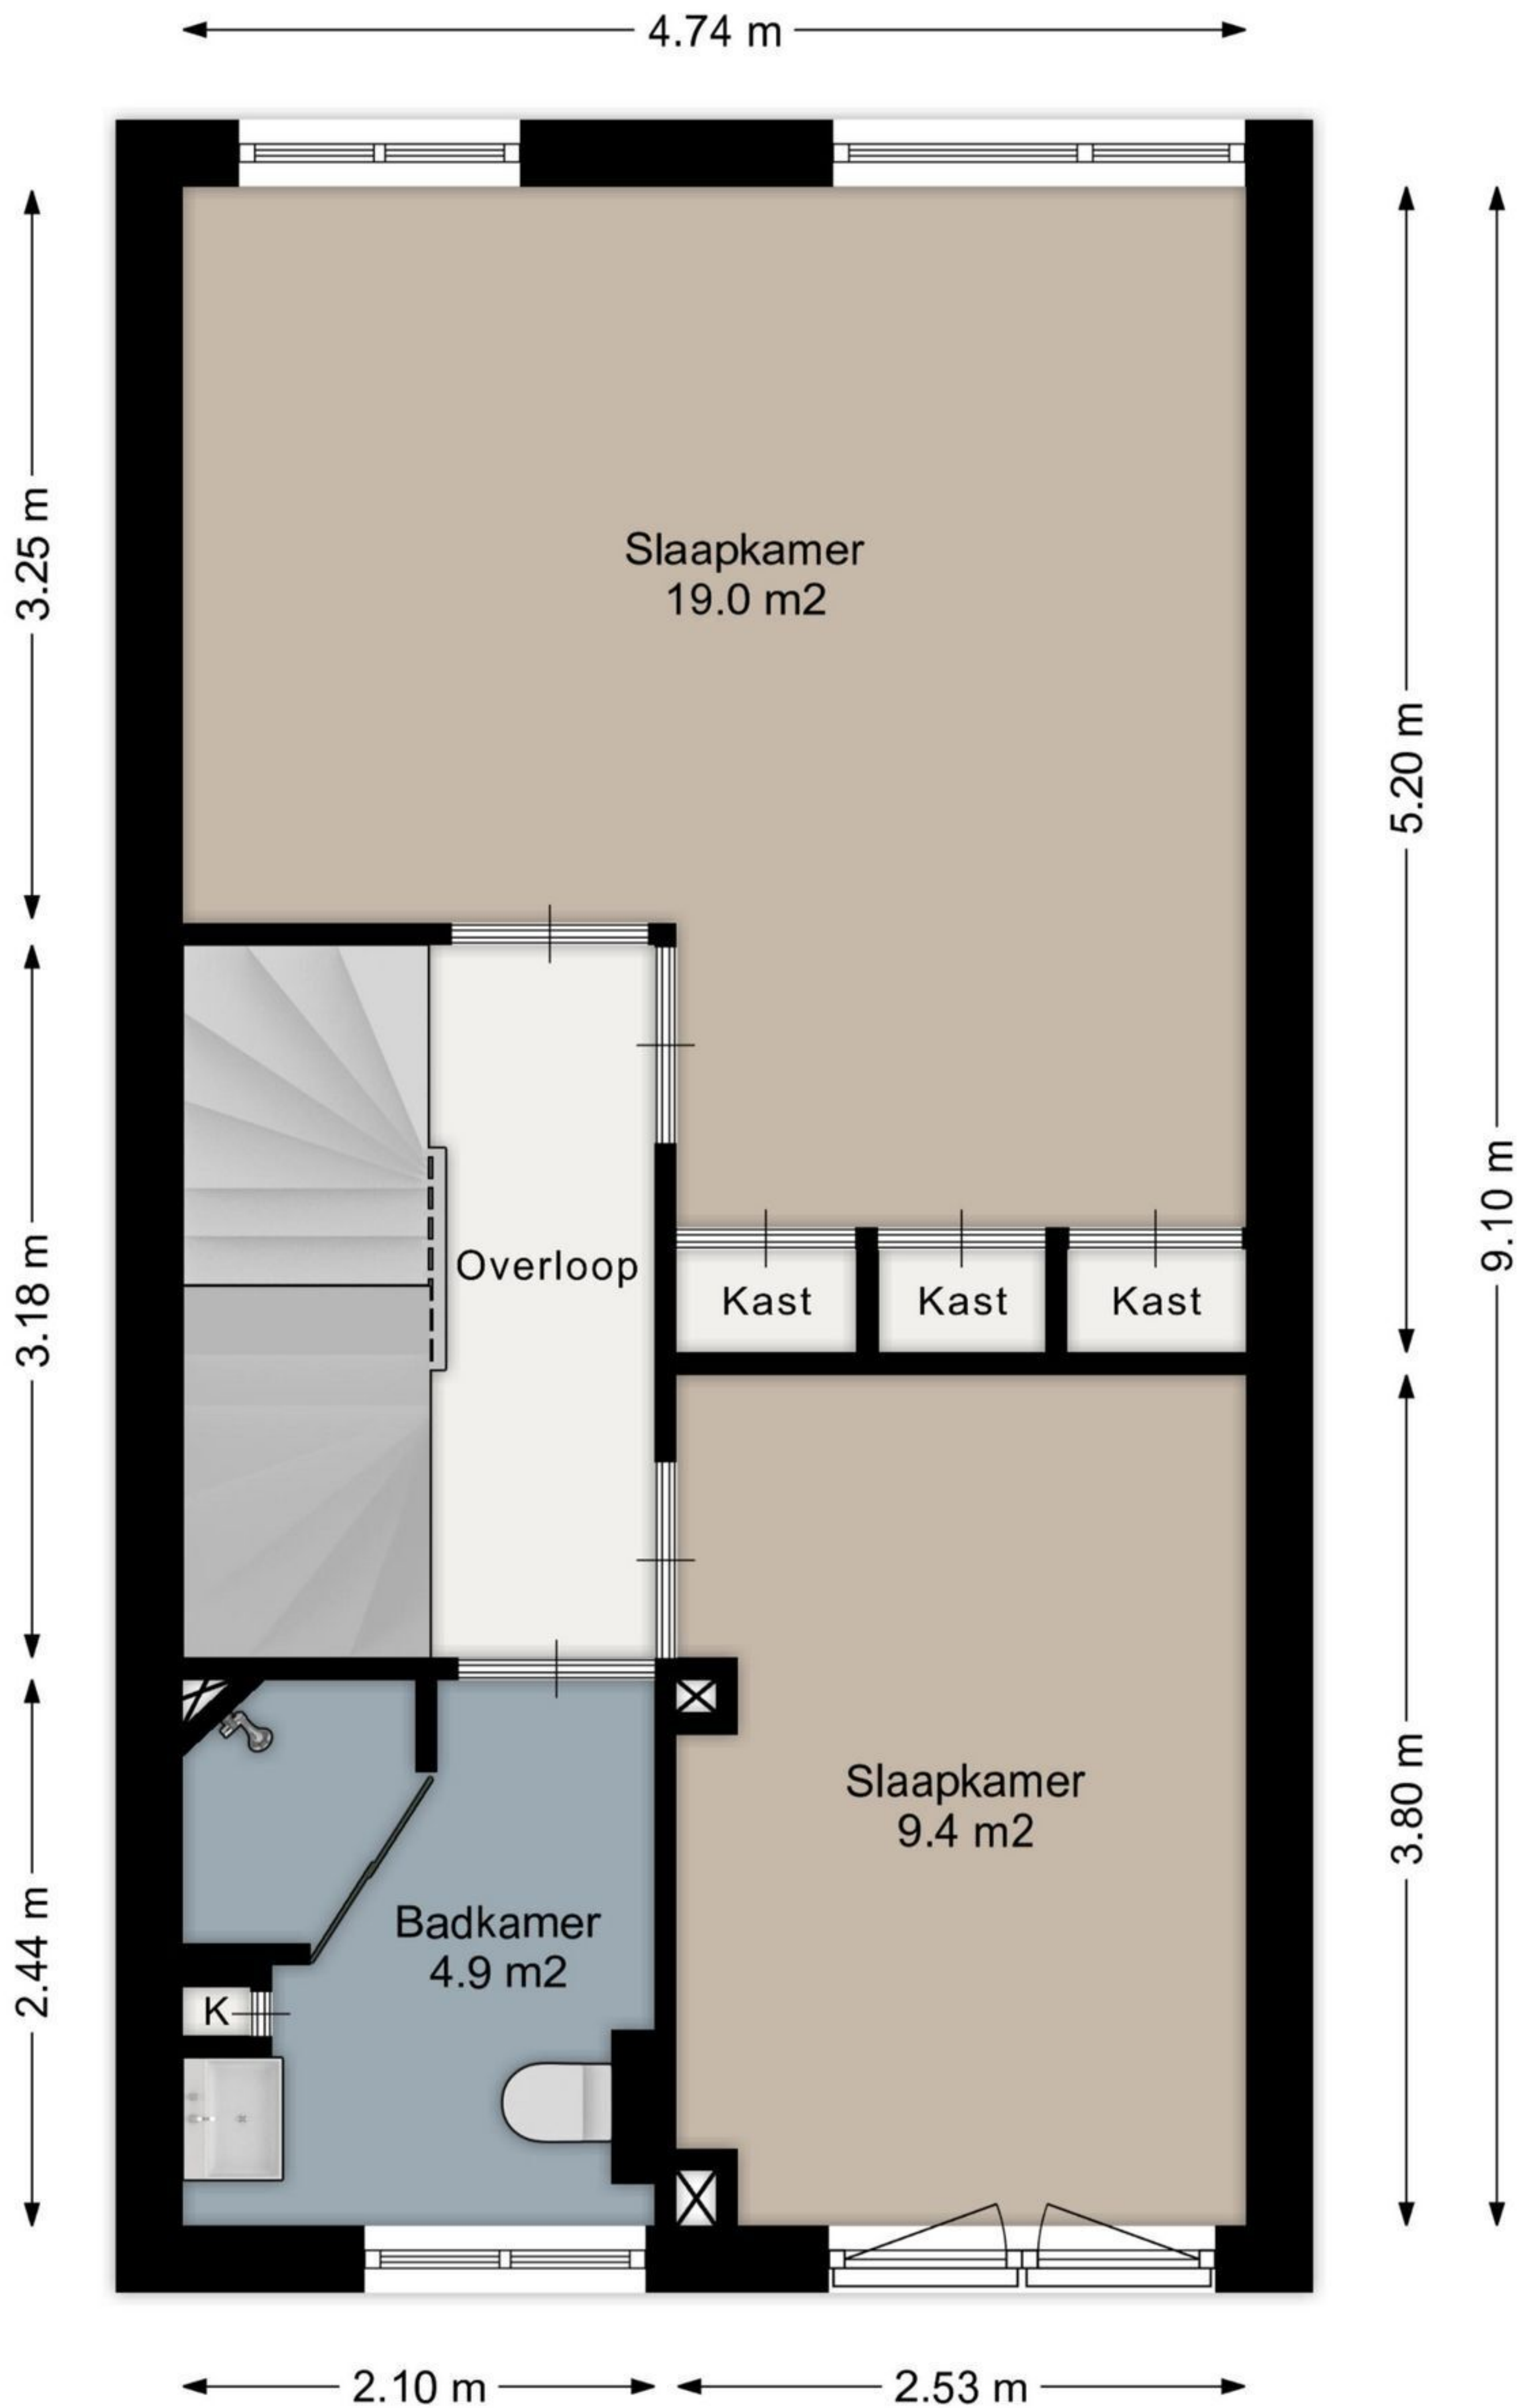 4.74 m
3.25 m
Slaapkamer
19.0 m2
5.20 m
9.10 m
3.18 m
Overloop
Kast
Kast
Kast
Slaapkamer
9.4 m2
3.80 m
Badkamer
4.9 m2
2.44 m
K
2.10 m
2.53 m